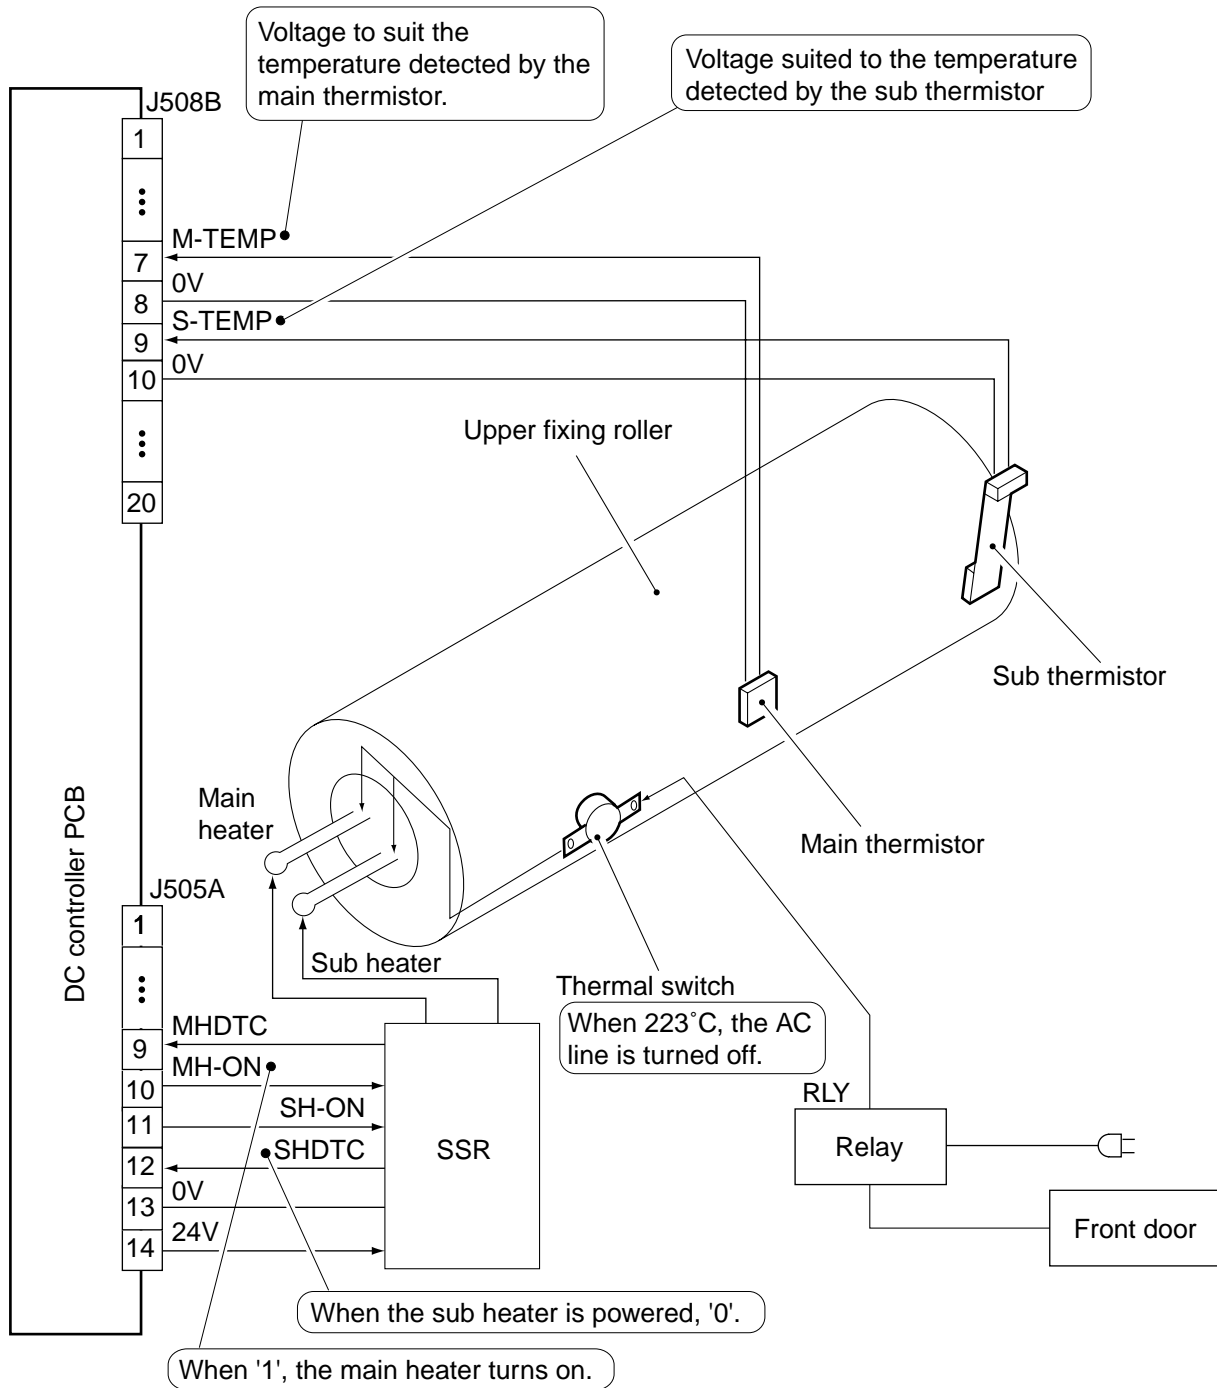 Voltage to suit the
temperature detected by the
main thermistor.
Voltage suited to the temperature
detected by the sub thermistor
J508B
1
M-TEMP
7
0V
8
S-TEMP
9
0V
10
20
Upper fixing roller
Sub thermistor
Main thermistor
Main
heater
DC controller PCB
J505A
1
Sub heater
Thermal switch
When 223˚C, the AC
line is turned off.
MHDTC
9
MH-ON
10
SH-ON
11
SHDTC
12
0V
13
24V
14
SSR
RLY
Relay
Front door
When the sub heater is powered, '0'.
When '1', the main heater turns on.